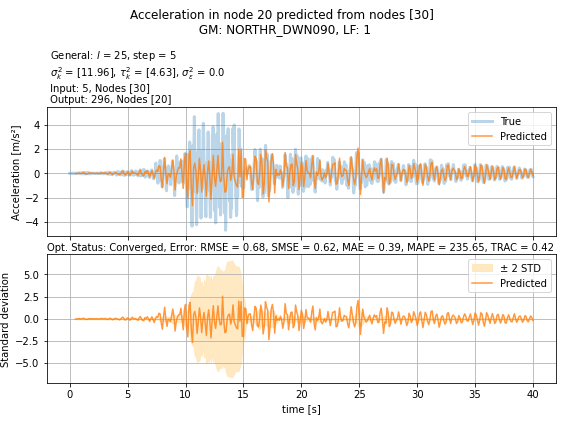 Acceleration in node 20 predicted from nodes [30]
GM: NORTHR_DWN090, LF: 1
General: l = 25, step = 5
σ²ₖ = [11.96], τ²ₖ = [4.63], σ²ε = 0.0
Input: 5, Nodes [30]
Output: 296, Nodes [20]
Acceleration [m/s²]
4
2
0
−2
−4
True
Predicted
Opt. Status: Converged, Error: RMSE = 0.68, SMSE = 0.62, MAE = 0.39, MAPE = 235.65, TRAC = 0.42
Standard deviation
5.0
2.5
0.0
−2.5
−5.0
± 2 STD
Predicted
0 5 10 15 20 25 30 35 40
time [s]